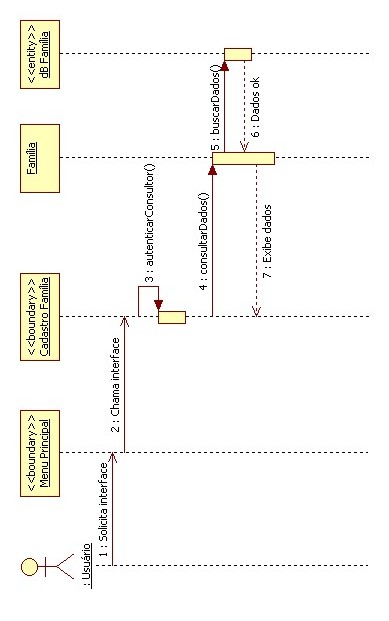 : Usuário
<<boundary>>
Menu Principal
<<boundary>>
Cadastro Família
Família
<<entity>>
dB Família
1 : Solicita interface
2 : Chama interface
3 : autenticarConsultor()
4 : consultarDados()
5 : buscarDados()
6 : Dados ok
7 : Exibe dados